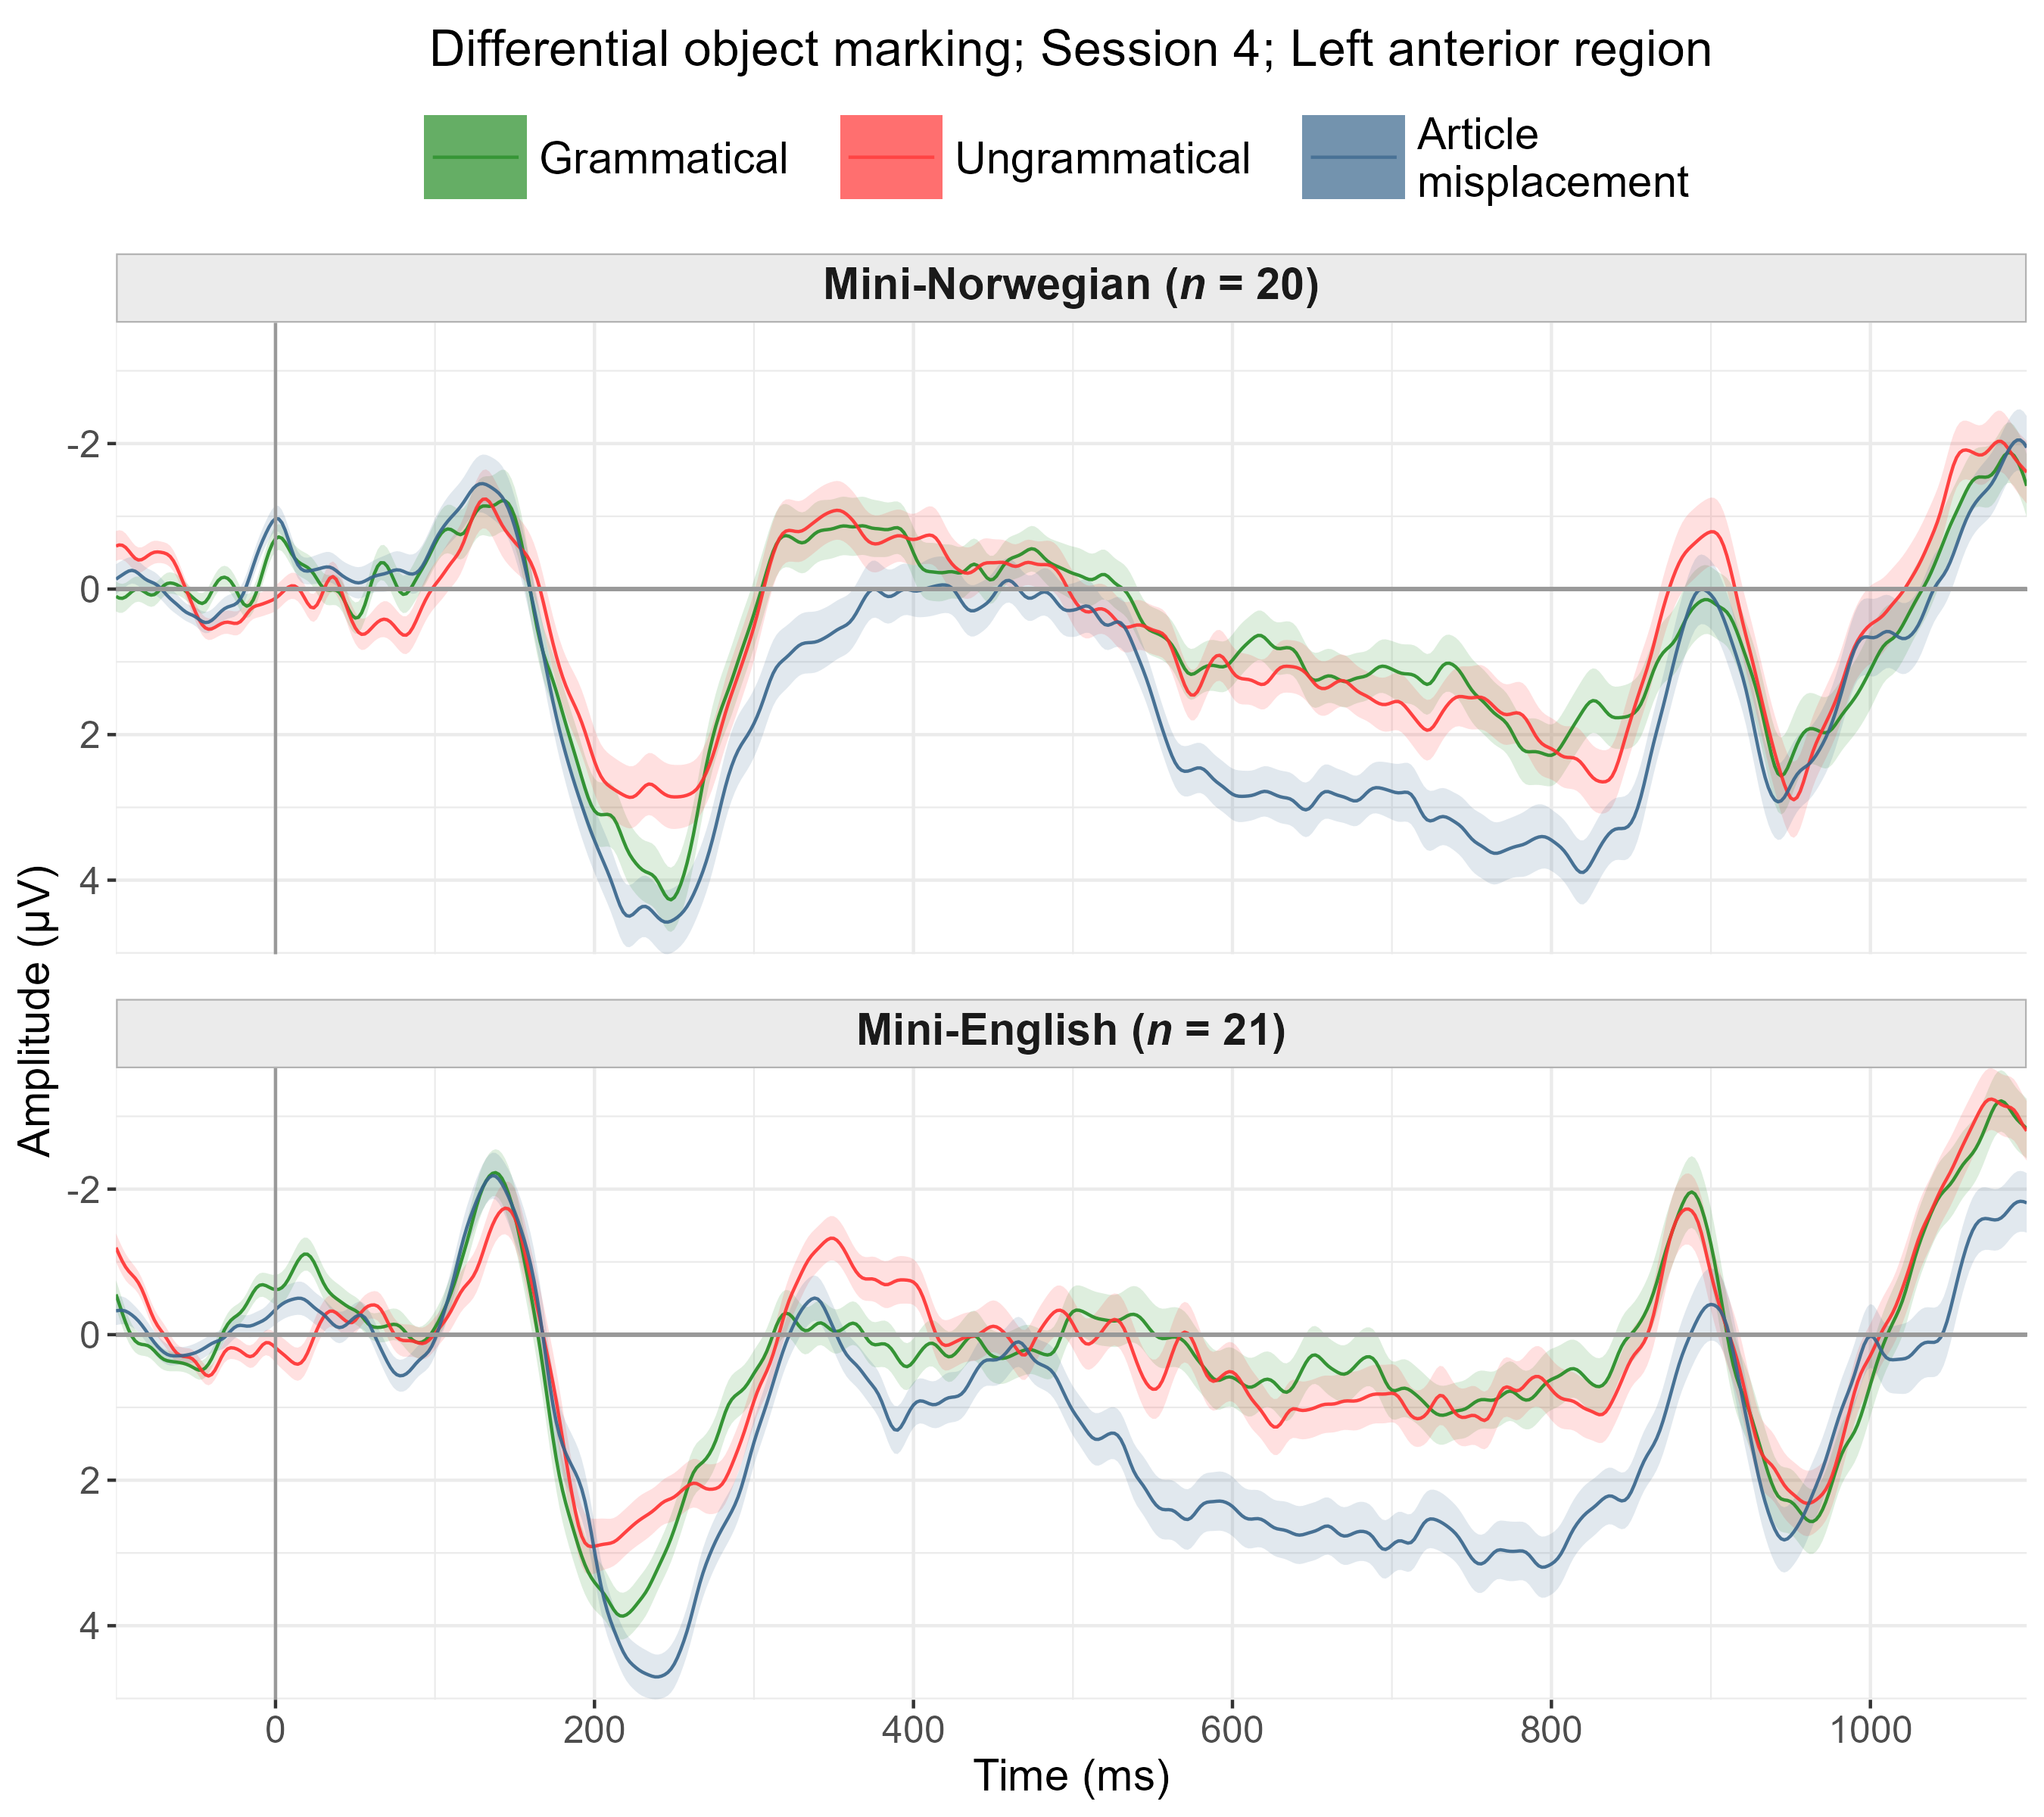 Differential object marking; Session 4; Left anterior region
Grammatical
Ungrammatical
Article
misplacement
Mini-Norwegian (n = 20)
-2
0
2
4
Mini-English (n = 21)
-2
0
2
4
Amplitude (µV)
0
200
400
600
800
1000
Time (ms)